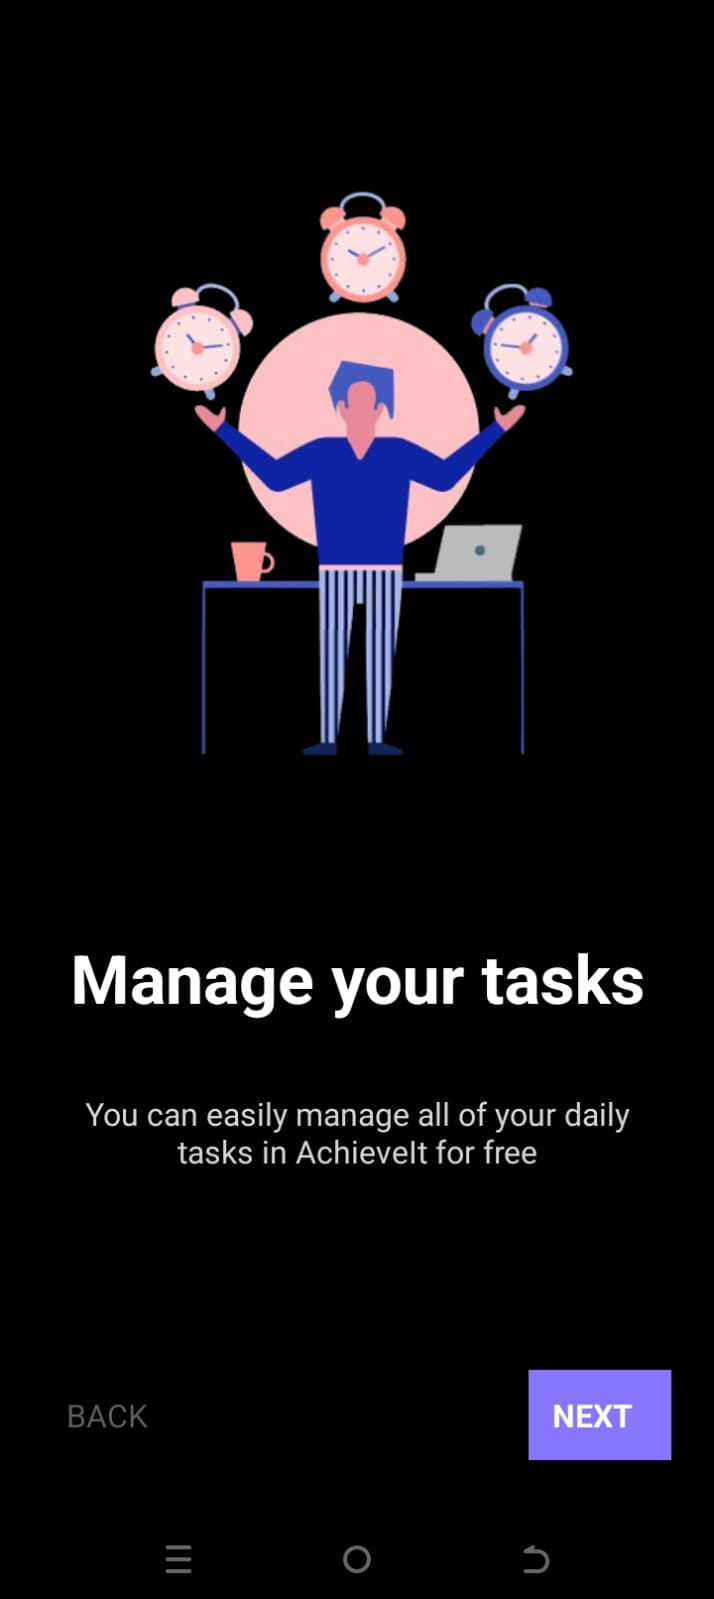 Manage your tasks
You can easily manage all of your daily
tasks in AchieveIt for free
BACK
NEXT